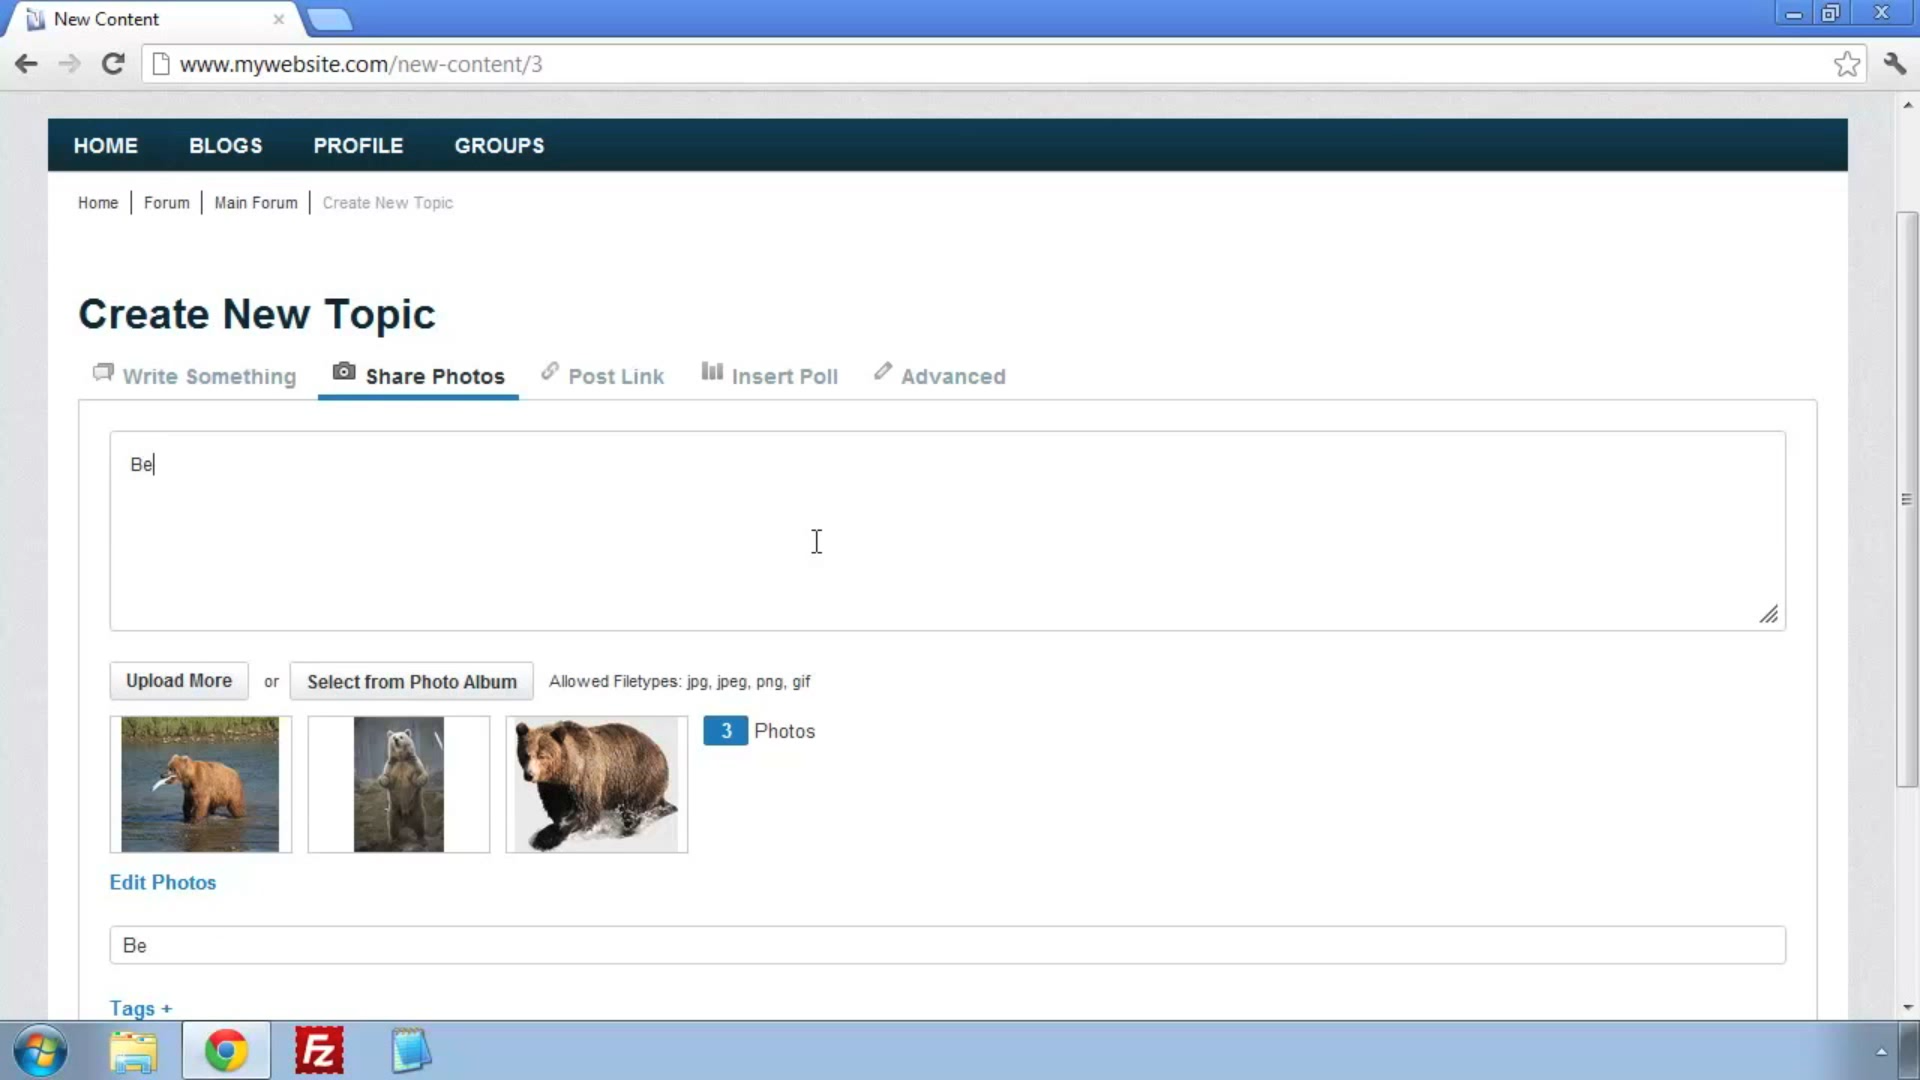 New Content
www.mywebsite.com/new-content/3
HOME BLOGS PROFILE GROUPS
Home Forum Main Forum Create New Topic
Create New Topic
Write Something Share Photos Post Link Insert Poll Advanced
Be
Upload More or Select from Photo Album Allowed Filetypes: jpg, jpeg, png, gif
3 Photos
Edit Photos
Be
Tags +
Fz